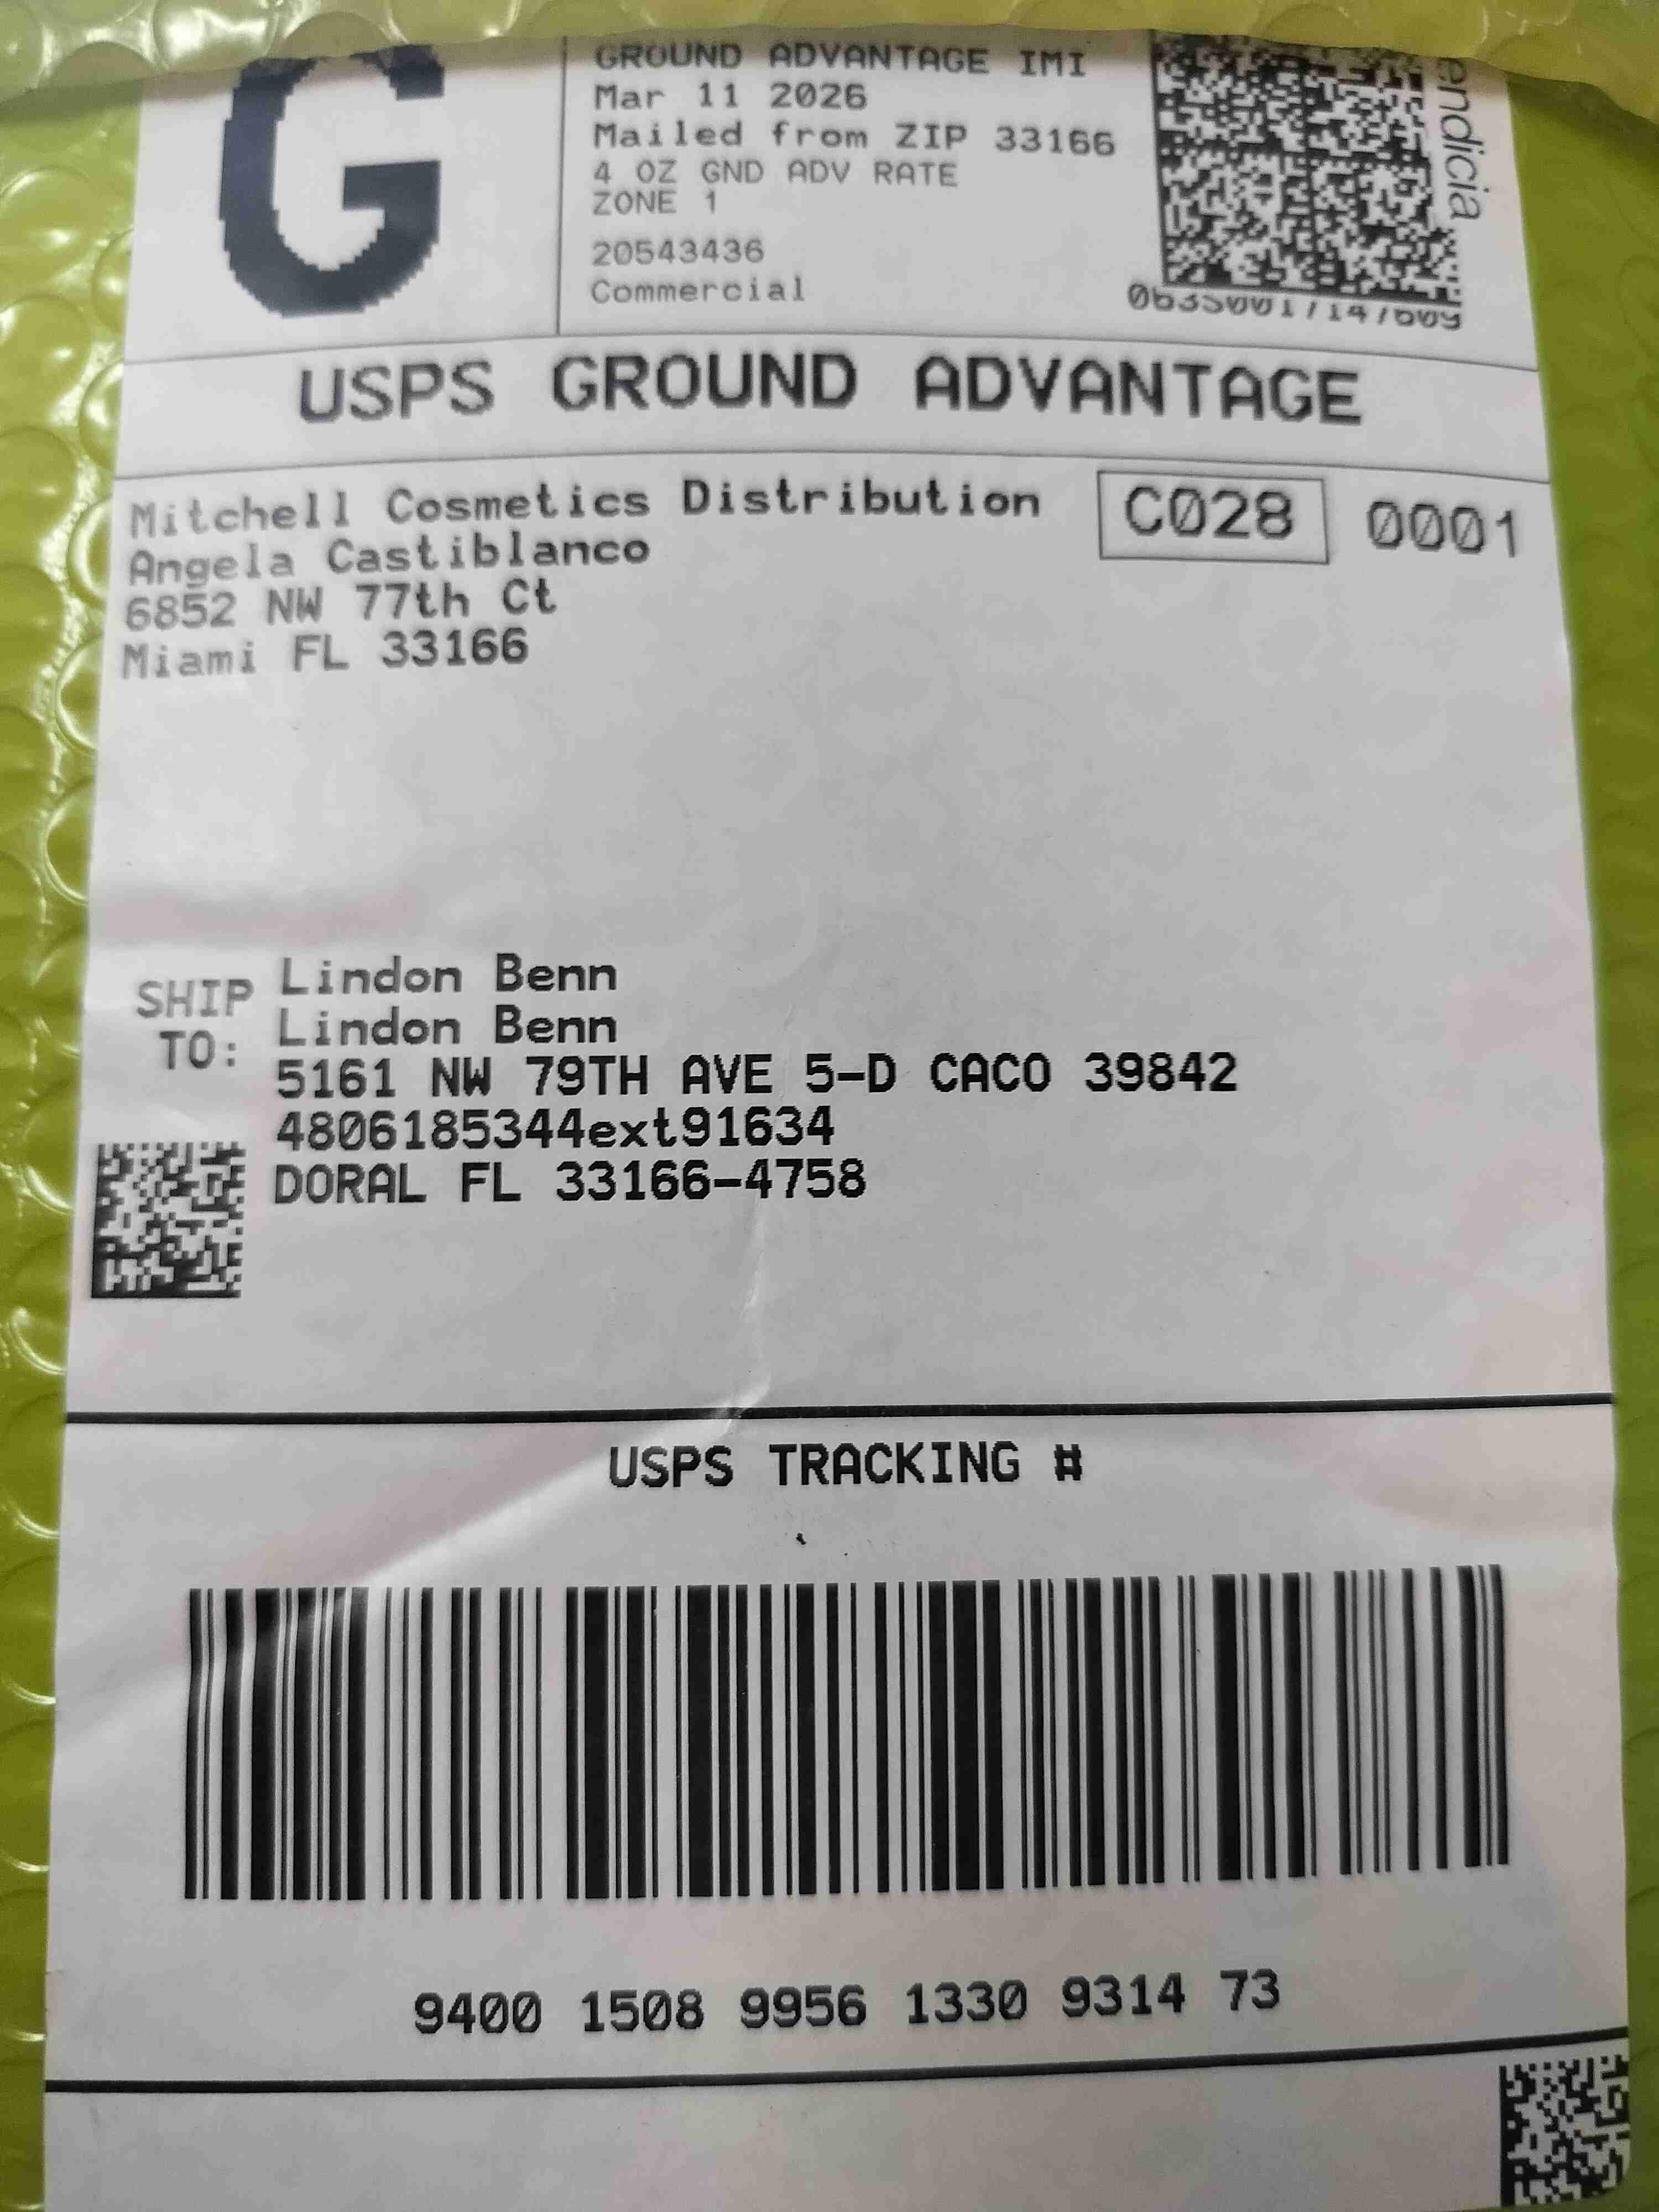 G
GROUND ADVANTAGE IMI
Mar 11 2026
Mailed from ZIP 33166
4 OZ GND ADV RATE
ZONE 1
20543436
Commercial
endicia
USPS GROUND ADVANTAGE
Mitchell Cosmetics Distribution
Angela Castiblanco
6852 NW 77th Ct
Miami FL 33166
C028
0001
SHIP TO:
Lindon Benn
Lindon Benn
5161 NW 79TH AVE 5-D CACO 39842
4806185344ext91634
DORAL FL 33166-4758
USPS TRACKING #
9400 1508 9956 1330 9314 73